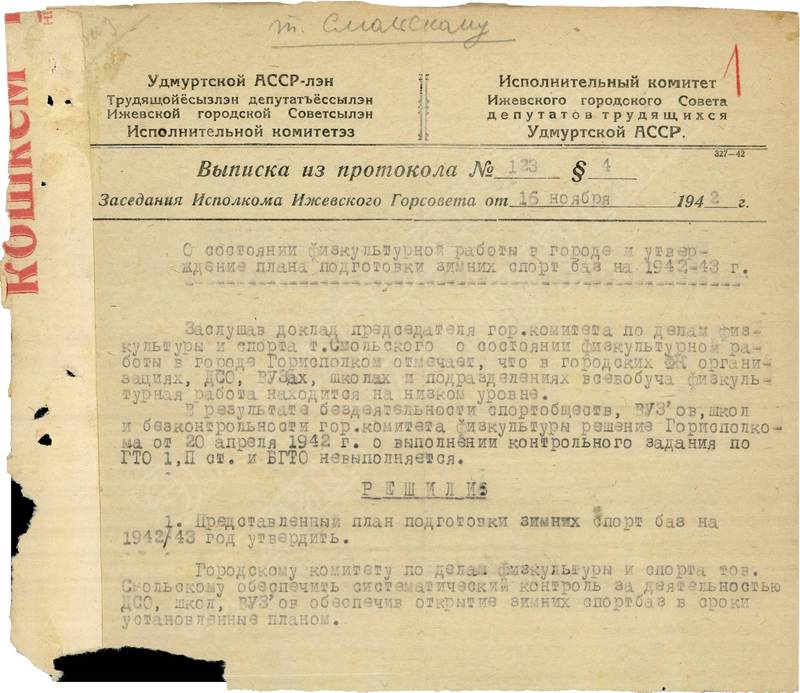 т. Смольскому
1
КОШКЕМ
Удмуртской АССР-лэн
Трудящойёсызлэн депутатъёссылэн
Ижевской городской Советсылэн
Исполнительной комитетэз
Исполнительный комитет
Ижевского городского Совета
депутатов трудящихся
Удмуртской АССР.
327—42
Выписка из протокола № 123 § 4
Заседания Исполкома Ижевского Горсовета от 16 ноября 1942 г.
О состоянии физкультурной работы в городе и утвер-
ждение плана подготовки зимних спорт баз на 1942-43 г.
Заслушав доклад председателя гор.комитета по делам физ-
культуры и спорта т.Смольского о состоянии физкультурной ра-
боты в городе Горисполком отмечает, что в городских ФК органи-
зациях, ДСО, ВУЗах, школах и подразделениях всевобуча физкуль-
турная работа находится на низком уровне.
В результате бездеятельности спортобществ, ВУЗ'ов,школ
и безконтрольности гор.комитета физкультуры решение Горисполко-
ма от 20 апреля 1942 г. о выполнении контрольного задания по
ГТО 1,П ст. и БГТО невыполняется.
РЕШИЛИ:
1. Представленный план подготовки зимних спорт баз на
1942/43 год утвердить.
Городскому комитету по делам физкультуры и спорта тов.
Смольскому обеспечить систематический контроль за деятельностью
ДСО, школ, ВУЗ'ов обеспечив открытие зимних спортбаз в сроки
установленные планом.